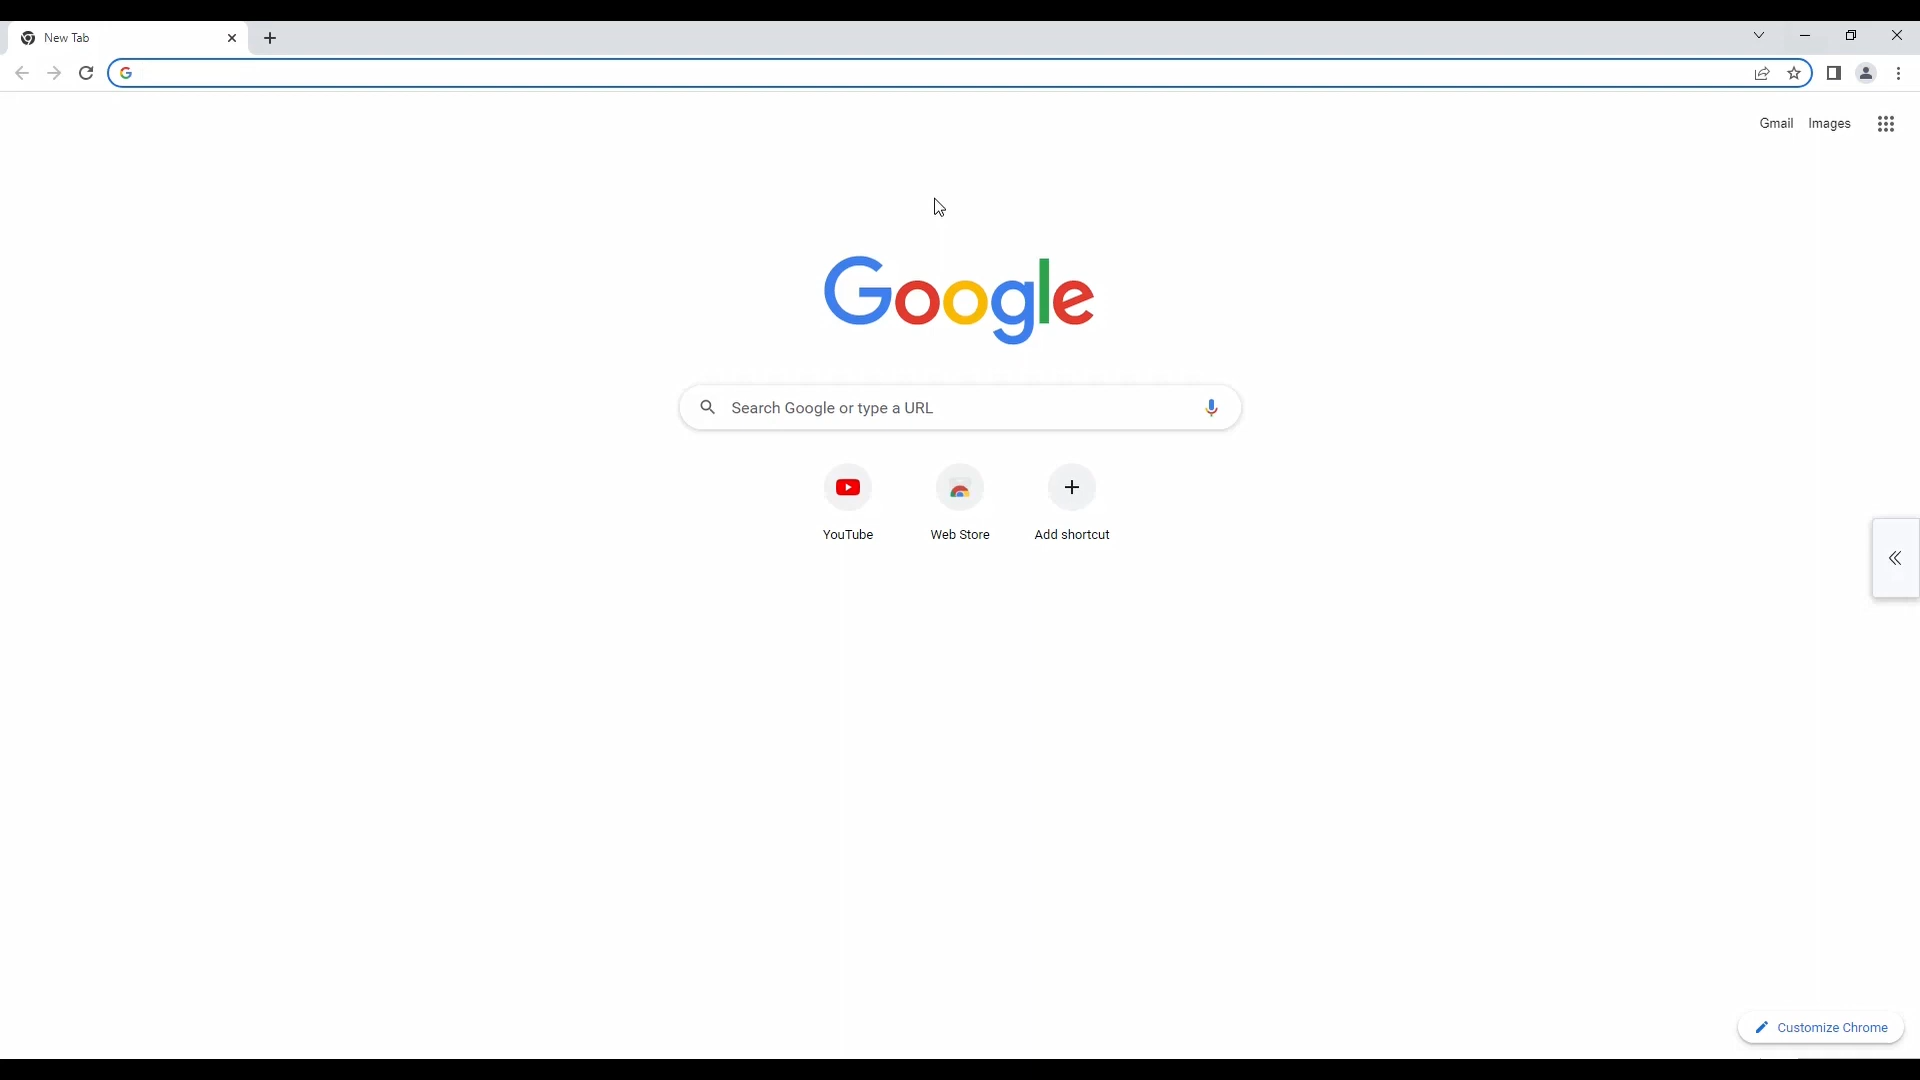 New Tab
Gmail Images
Google
Search Google or type a URL
YouTube Web Store Add shortcut
Customize Chrome